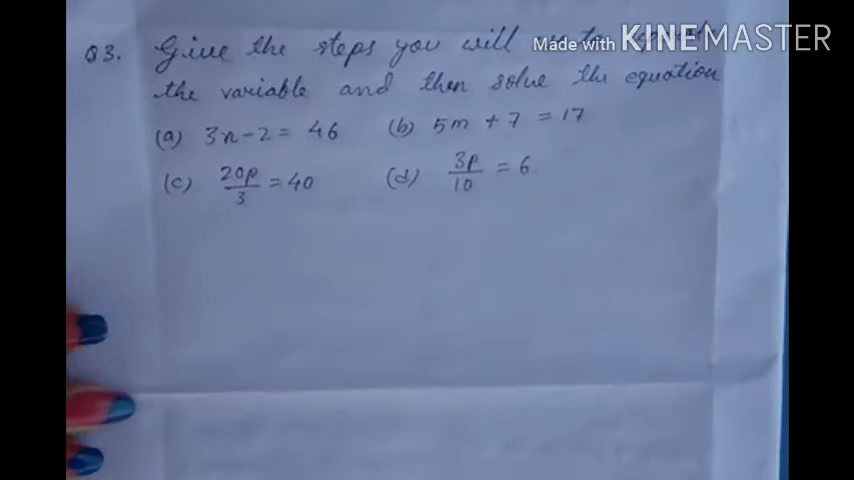 Q3. Give the steps you will
Made with KINEMASTER
the variable and then solve the equation
(a) 3n - 2 = 46 (b) 5m + 7 = 17
(c) 20p/3 = 40 (d) 3p/10 = 6.